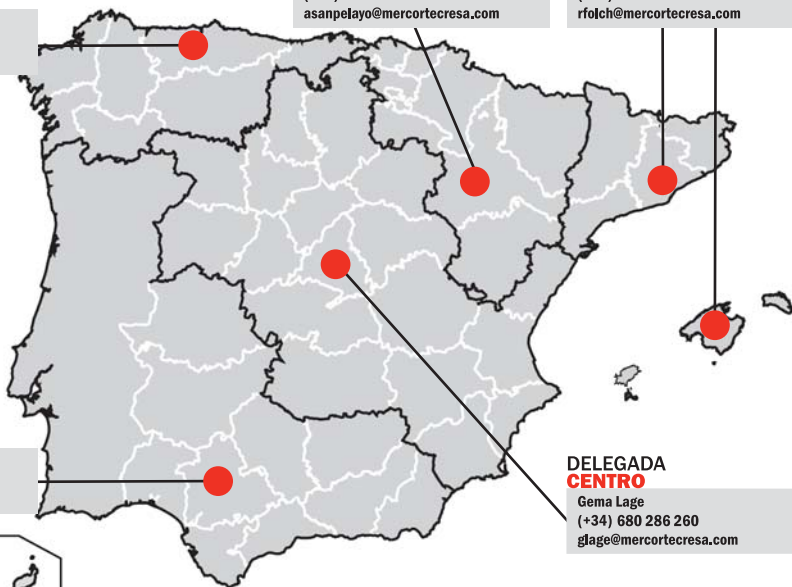 asanpelayo@mercortecresa.com
rfolch@mercortecresa.com
DELEGADA
CENTRO
Gema Lage
(+34) 680 286 260
glage@mercortecresa.com